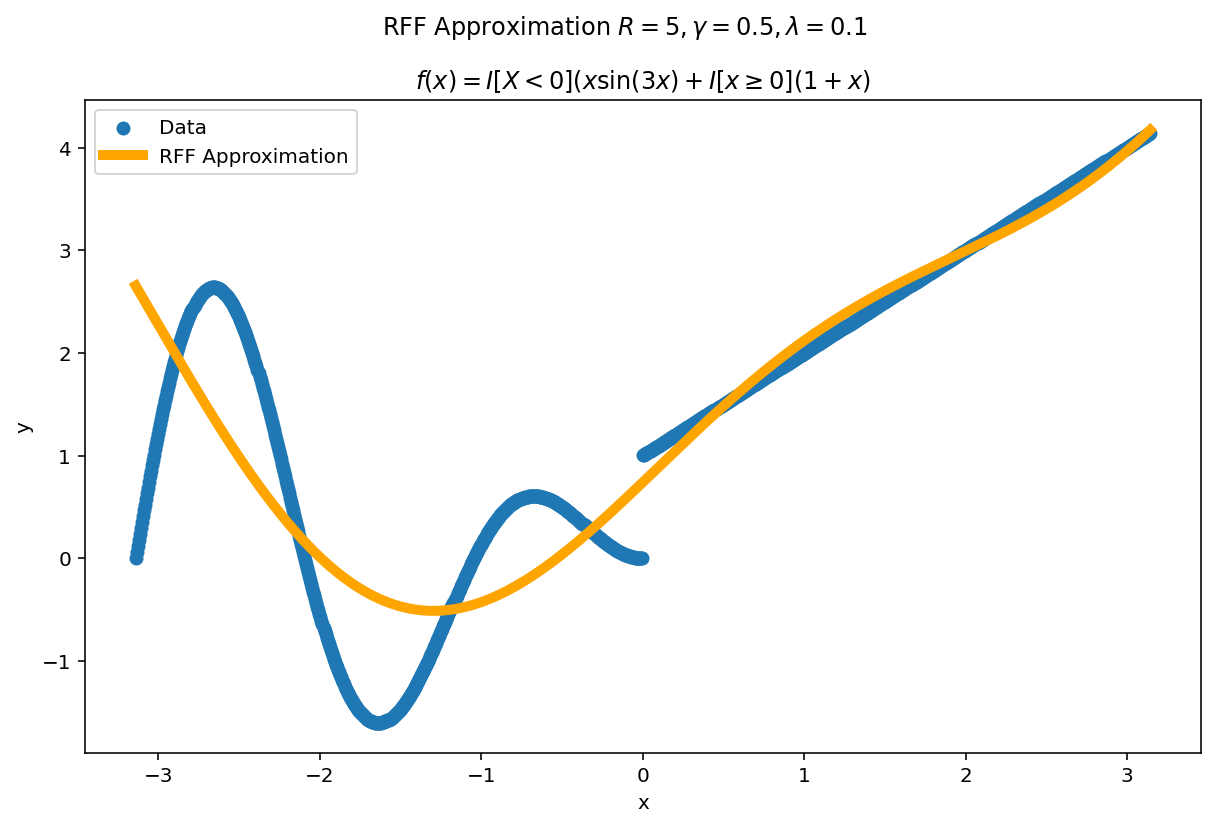 RFF Approximation R = 5, γ = 0.5, λ = 0.1
f(x) = I[X < 0](x sin(3x) + I[x ≥ 0](1 + x)
Data
RFF Approximation
4
3
2
1
0
−1
y
−3
−2
−1
0
1
2
3
x